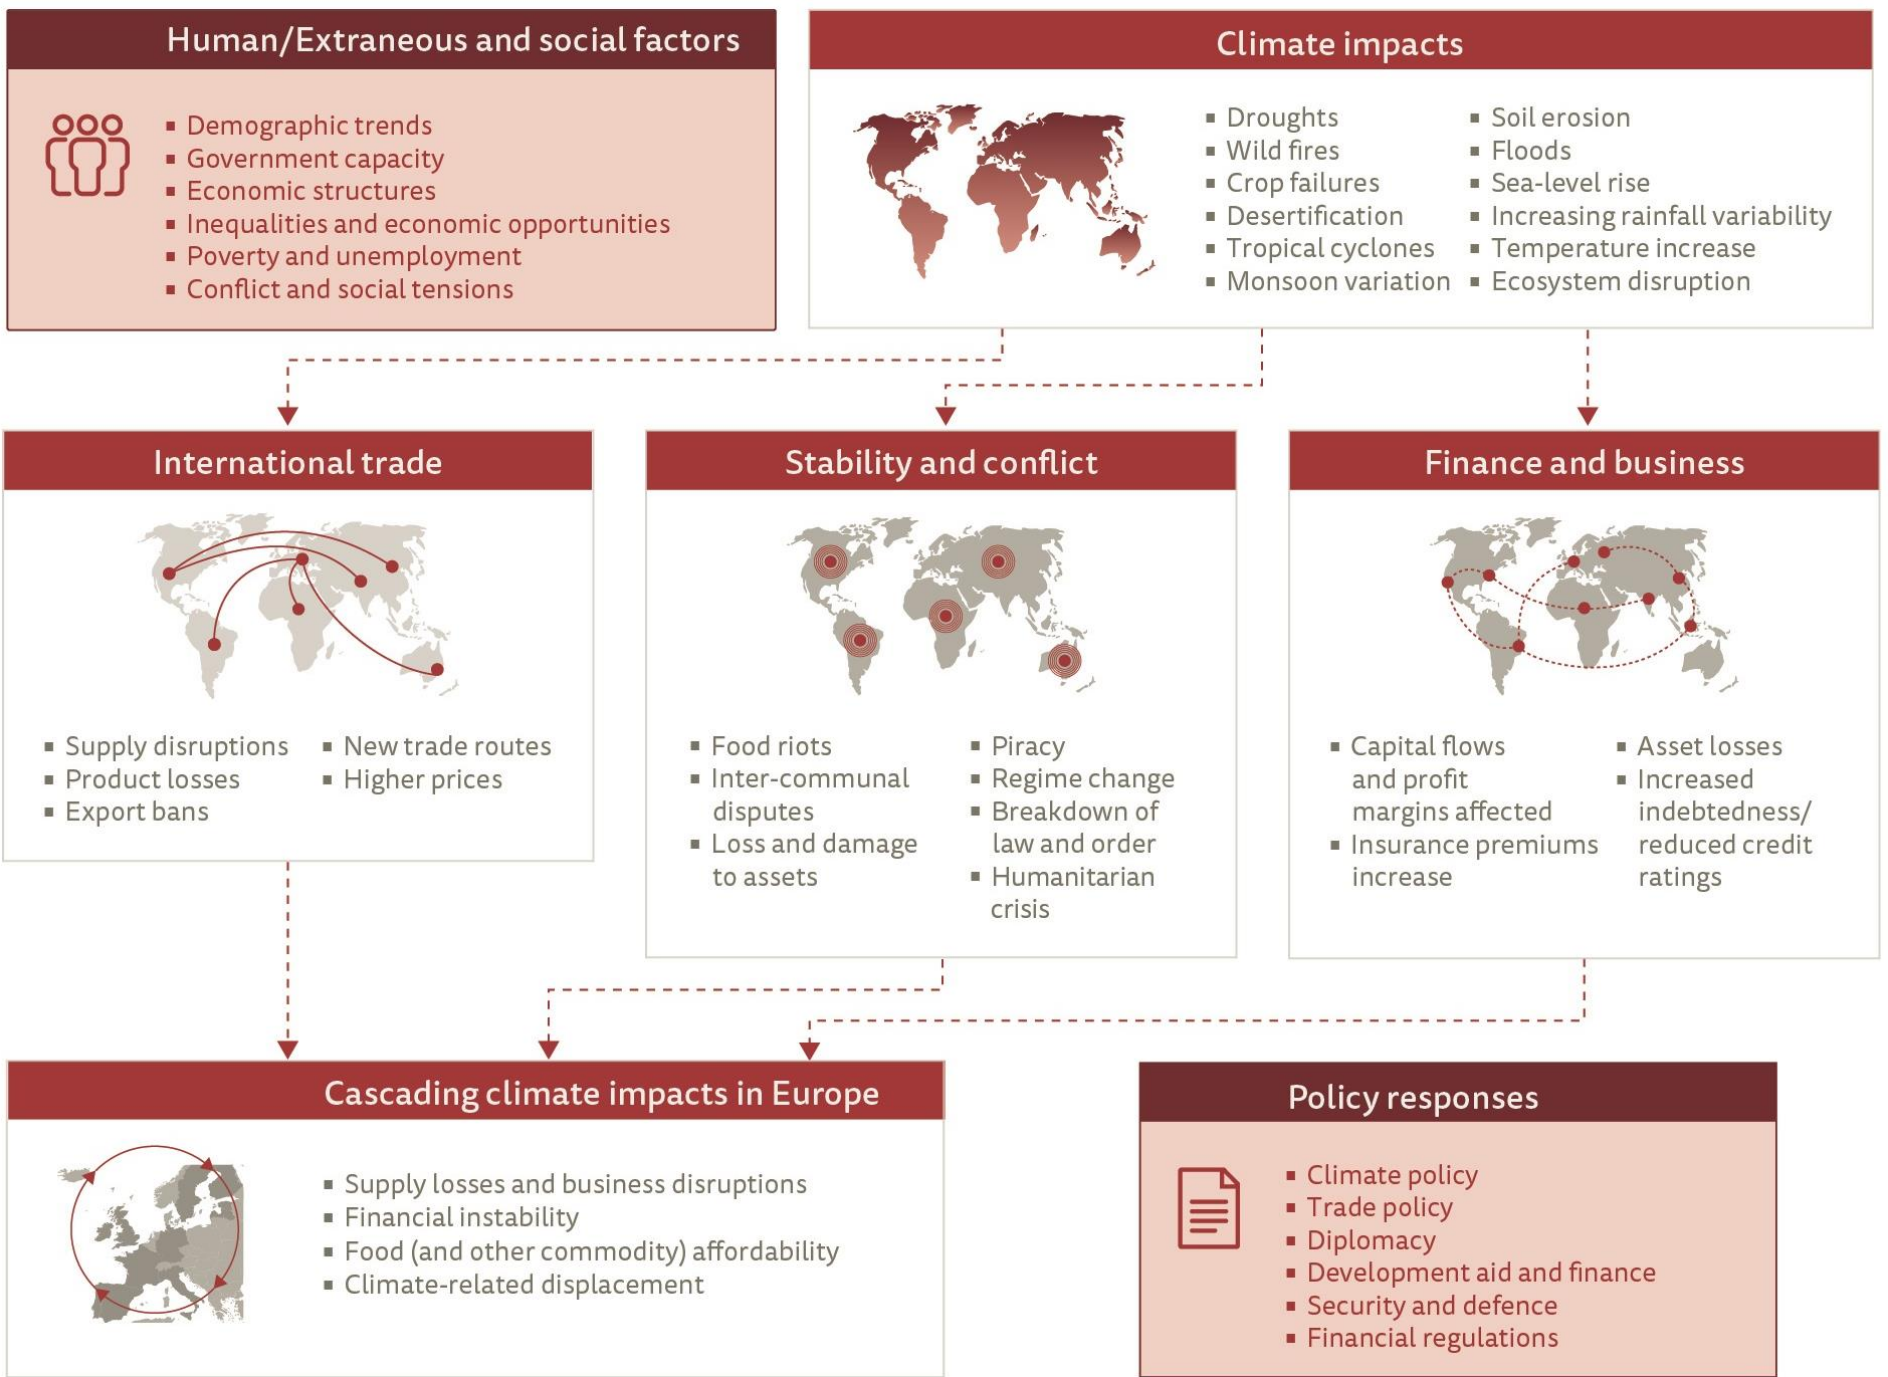 Human/Extraneous and social factors
▪ Demographic trends
▪ Government capacity
▪ Economic structures
▪ Inequalities and economic opportunities
▪ Poverty and unemployment
▪ Conflict and social tensions
Climate impacts
▪ Droughts
▪ Wild fires
▪ Crop failures
▪ Desertification
▪ Tropical cyclones
▪ Monsoon variation
▪ Soil erosion
▪ Floods
▪ Sea-level rise
▪ Increasing rainfall variability
▪ Temperature increase
▪ Ecosystem disruption
International trade
▪ Supply disruptions
▪ Product losses
▪ Export bans
▪ New trade routes
▪ Higher prices
Stability and conflict
▪ Food riots
▪ Inter-communal
disputes
▪ Loss and damage
to assets
▪ Piracy
▪ Regime change
▪ Breakdown of
law and order
▪ Humanitarian
crisis
Finance and business
▪ Capital flows
and profit
margins affected
▪ Insurance premiums
increase
▪ Asset losses
▪ Increased
indebtedness/
reduced credit
ratings
Cascading climate impacts in Europe
▪ Supply losses and business disruptions
▪ Financial instability
▪ Food (and other commodity) affordability
▪ Climate-related displacement
Policy responses
▪ Climate policy
▪ Trade policy
▪ Diplomacy
▪ Development aid and finance
▪ Security and defence
▪ Financial regulations